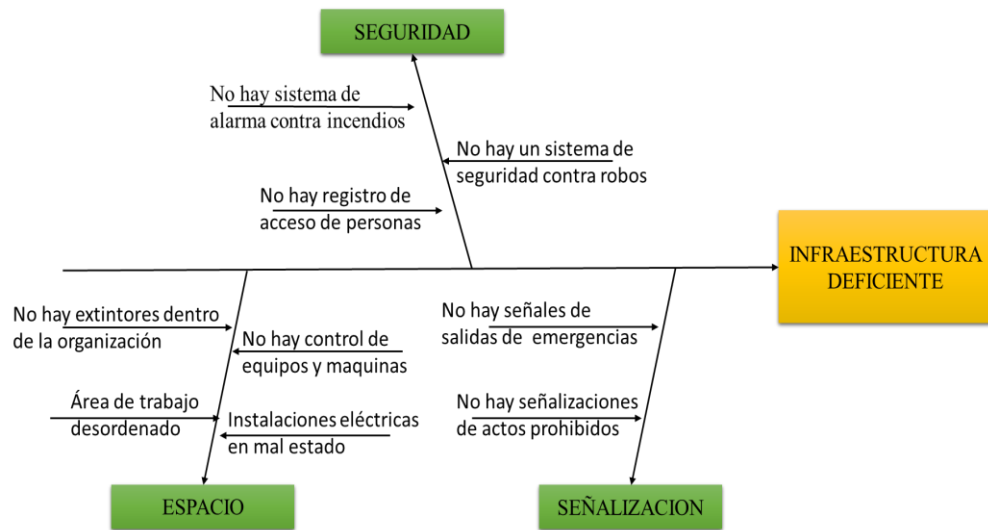 SEGURIDAD
No hay sistema de
alarma contra incendios
No hay un sistema de
seguridad contra robos
No hay registro de
acceso de personas
INFRAESTRUCTURA
DEFICIENTE
No hay extintores dentro
de la organización
No hay control de
equipos y maquinas
Área de trabajo
desordenado
Instalaciones eléctricas
en mal estado
No hay señales de
salidas de emergencias
No hay señalizaciones
de actos prohibidos
ESPACIO
SEÑALIZACION